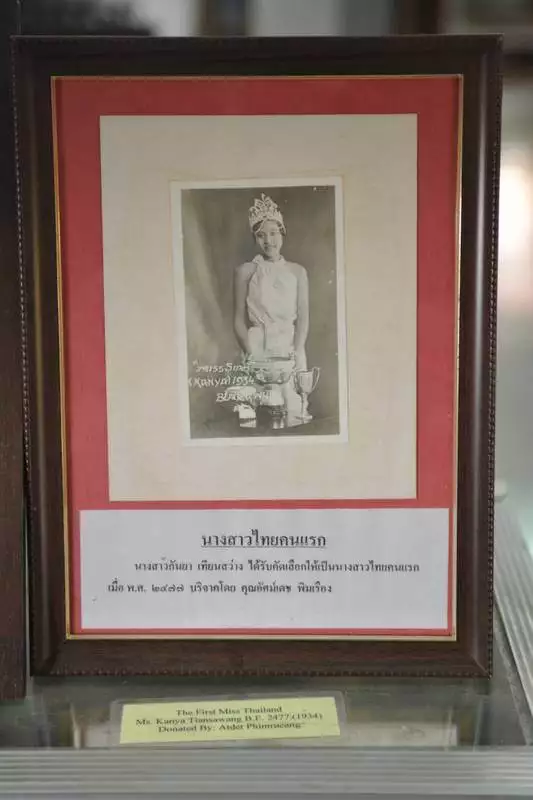 "MISS SIAM"
(KANYA) 1934
นางสาวไทยคนแรก
นางสาวกันยา เทียนสว่าง ได้รับคัดเลือกให้เป็นนางสาวไทยคนแรก
เมื่อ พ.ศ. ๒๔๗๗ บริจาคโดย คุณอัศม์เดช พิมเรือง
The First Miss Thailand
Ms. Kanya Tiansawang B.E. 2477 (1934)
Donated By: Atdet